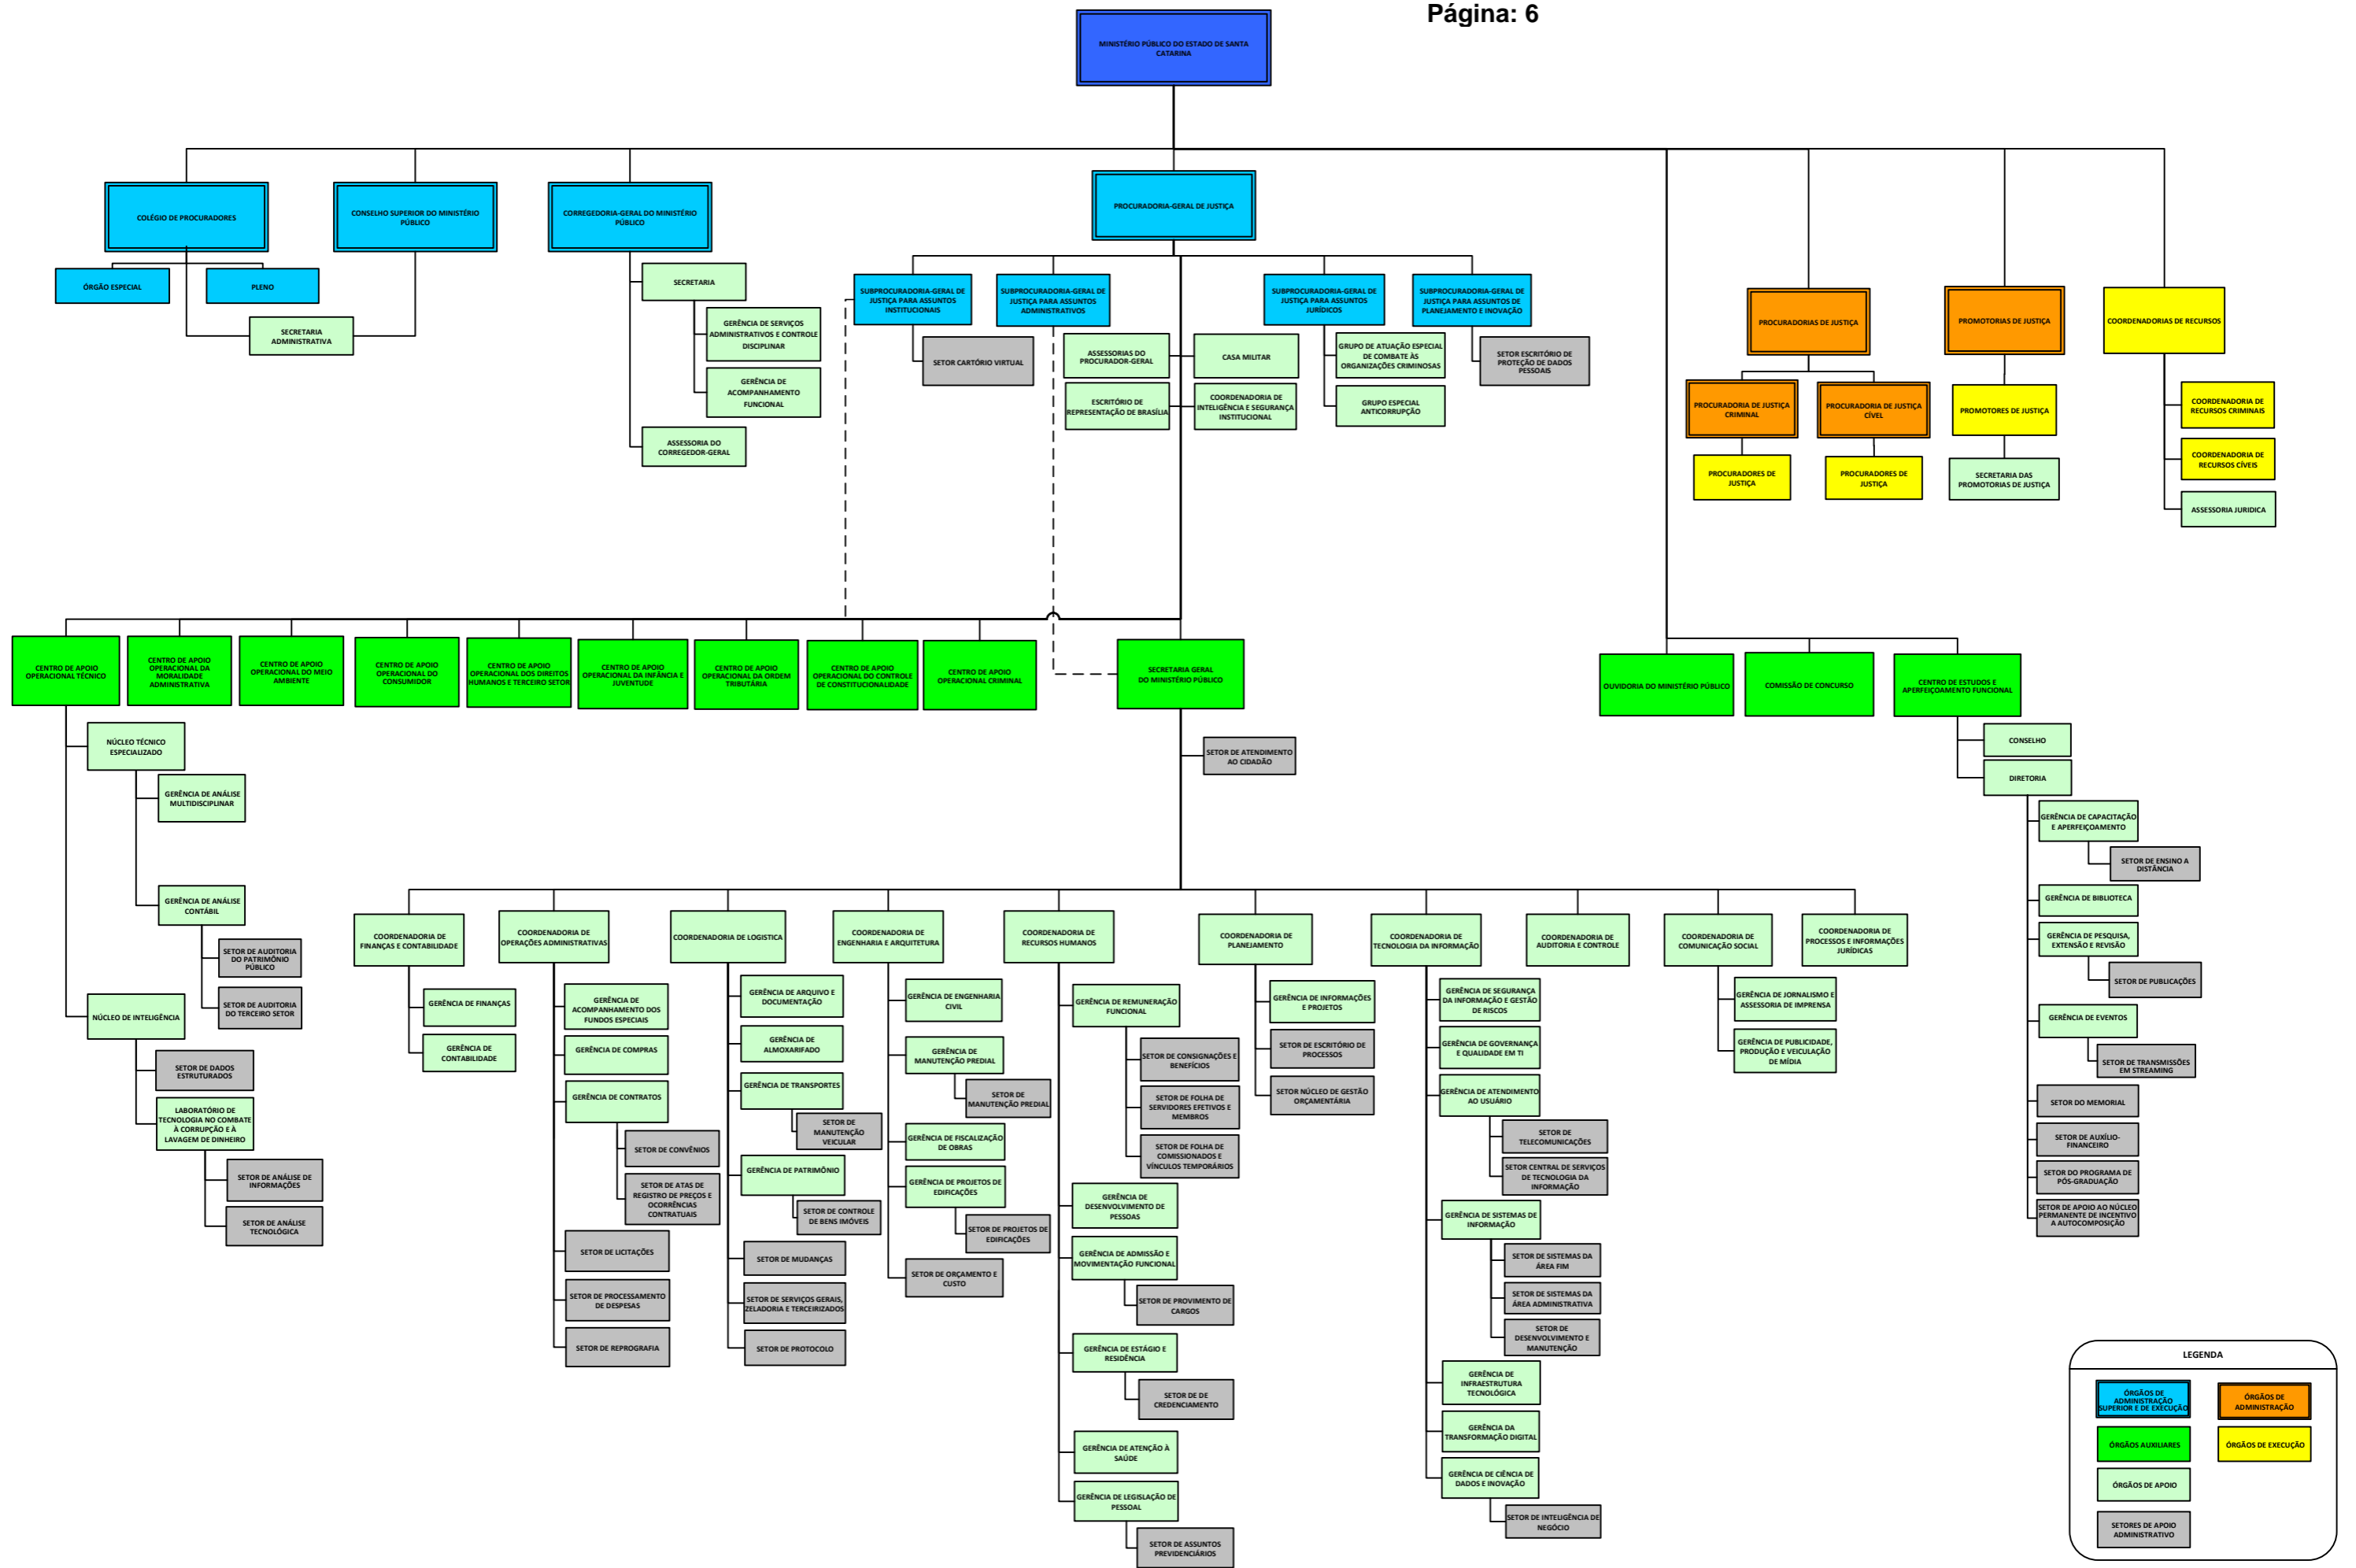 Página: 6
MINISTÉRIO PÚBLICO DO ESTADO DE SANTA
CATARINA
COLÉGIO DE PROCURADORES
CONSELHO SUPERIOR DO MINISTÉRIO
PÚBLICO
CORREGEDORIA-GERAL DO MINISTÉRIO
PÚBLICO
PROCURADORIA-GERAL DE JUSTIÇA
ÓRGÃO ESPECIAL
PLENO
SECRETARIA
ADMINISTRATIVA
SECRETARIA
GERÊNCIA DE SERVIÇOS
ADMINISTRATIVOS E CONTROLE
DISCIPLINAR
GERÊNCIA DE
ACOMPANHAMENTO
FUNCIONAL
ASSESSORIA DO
CORREGEDOR-GERAL
SUBPROCURADORIA-GERAL DE
JUSTIÇA PARA ASSUNTOS
INSTITUCIONAIS
SETOR CARTÓRIO VIRTUAL
SUBPROCURADORIA-GERAL DE
JUSTIÇA PARA ASSUNTOS
ADMINISTRATIVOS
ASSESSORIAS DO
PROCURADOR-GERAL
CASA MILITAR
ESCRITÓRIO DE
REPRESENTAÇÃO DE BRASÍLIA
COORDENADORIA DE
INTELIGÊNCIA E SEGURANÇA
INSTITUCIONAL
SUBPROCURADORIA-GERAL DE
JUSTIÇA PARA ASSUNTOS
JURÍDICOS
GRUPO DE ATUAÇÃO ESPECIAL
DE COMBATE ÀS
ORGANIZAÇÕES CRIMINOSAS
GRUPO ESPECIAL
ANTICORRUPÇÃO
SUBPROCURADORIA-GERAL DE
JUSTIÇA PARA ASSUNTOS DE
PLANEJAMENTO E INOVAÇÃO
SETOR ESCRITÓRIO DE
PROTEÇÃO DE DADOS
PESSOAIS
PROCURADORIAS DE JUSTIÇA
PROCURADORIA DE JUSTIÇA
CRIMINAL
PROCURADORIA DE JUSTIÇA
CÍVEL
PROCURADORES DE
JUSTIÇA
PROCURADORES DE
JUSTIÇA
PROMOTORIAS DE JUSTIÇA
PROMOTORES DE JUSTIÇA
SECRETARIA DAS
PROMOTORIAS DE JUSTIÇA
COORDENADORIAS DE RECURSOS
COORDENADORIA DE
RECURSOS CRIMINAIS
COORDENADORIA DE
RECURSOS CÍVEIS
ASSESSORIA JURIDICA
CENTRO DE APOIO
OPERACIONAL TÉCNICO
CENTRO DE APOIO
OPERACIONAL DA
MORALIDADE
ADMINISTRATIVA
CENTRO DE APOIO
OPERACIONAL DO MEIO
AMBIENTE
CENTRO DE APOIO
OPERACIONAL DO
CONSUMIDOR
CENTRO DE APOIO
OPERACIONAL DOS DIREITOS
HUMANOS E TERCEIRO SETOR
CENTRO DE APOIO
OPERACIONAL DA INFÂNCIA E
JUVENTUDE
CENTRO DE APOIO
OPERACIONAL DA ORDEM
TRIBUTÁRIA
CENTRO DE APOIO
OPERACIONAL DO CONTROLE
DE CONSTITUCIONALIDADE
CENTRO DE APOIO
OPERACIONAL CRIMINAL
SECRETARIA GERAL
DO MINISTÉRIO PÚBLICO
OUVIDORIA DO MINISTÉRIO PÚBLICO
COMISSÃO DE CONCURSO
CENTRO DE ESTUDOS E
APERFEIÇOAMENTO FUNCIONAL
NÚCLEO TÉCNICO
ESPECIALIZADO
GERÊNCIA DE ANÁLISE
MULTIDISCIPLINAR
GERÊNCIA DE ANÁLISE
CONTÁBIL
SETOR DE AUDITORIA
DO PATRIMÔNIO
PÚBLICO
SETOR DE AUDITORIA
DO TERCEIRO SETOR
NÚCLEO DE INTELIGÊNCIA
SETOR DE DADOS
ESTRUTURADOS
LABORATÓRIO DE
TECNOLOGIA NO COMBATE
À CORRUPÇÃO E À
LAVAGEM DE DINHEIRO
SETOR DE ANÁLISE DE
INFORMAÇÕES
SETOR DE ANÁLISE
TECNOLÓGICA
SETOR DE ATENDIMENTO
AO CIDADÃO
COORDENADORIA DE
FINANÇAS E CONTABILIDADE
GERÊNCIA DE FINANÇAS
GERÊNCIA DE
CONTABILIDADE
COORDENADORIA DE
OPERAÇÕES ADMINISTRATIVAS
GERÊNCIA DE
ACOMPANHAMENTO DOS
FUNDOS ESPECIAIS
GERÊNCIA DE COMPRAS
GERÊNCIA DE CONTRATOS
SETOR DE CONVÊNIOS
SETOR DE ATAS DE
REGISTRO DE PREÇOS E
OCORRÊNCIAS
CONTRATUAIS
SETOR DE LICITAÇÕES
SETOR DE PROCESSAMENTO
DE DESPESAS
SETOR DE REPROGRAFIA
COORDENADORIA DE LOGISTICA
GERÊNCIA DE ARQUIVO E
DOCUMENTAÇÃO
GERÊNCIA DE
ALMOXARIFADO
GERÊNCIA DE TRANSPORTES
SETOR DE
MANUTENÇÃO
VEICULAR
GERÊNCIA DE PATRIMÔNIO
SETOR DE CONTROLE
DE BENS IMÓVEIS
SETOR DE MUDANÇAS
SETOR DE SERVIÇOS GERAIS,
ZELADORIA E TERCEIRIZADOS
SETOR DE PROTOCOLO
COORDENADORIA DE
ENGENHARIA E ARQUITETURA
GERÊNCIA DE ENGENHARIA
CIVIL
GERÊNCIA DE
MANUTENÇÃO PREDIAL
SETOR DE
MANUTENÇÃO PREDIAL
GERÊNCIA DE FISCALIZAÇÃO
DE OBRAS
GERÊNCIA DE PROJETOS DE
EDIFICAÇÕES
SETOR DE PROJETOS DE
EDIFICAÇÕES
SETOR DE ORÇAMENTO E
CUSTO
COORDENADORIA DE
RECURSOS HUMANOS
GERÊNCIA DE REMUNERAÇÃO
FUNCIONAL
SETOR DE CONSIGNAÇÕES E
BENEFÍCIOS
SETOR DE FOLHA DE
SERVIDORES EFETIVOS E
MEMBROS
SETOR DE FOLHA DE
COMISSIONADOS E
VÍNCULOS TEMPORÁRIOS
GERÊNCIA DE
DESENVOLVIMENTO DE
PESSOAS
GERÊNCIA DE ADMISSÃO E
MOVIMENTAÇÃO FUNCIONAL
SETOR DE PROVIMENTO DE
CARGOS
GERÊNCIA DE ESTÁGIO E
RESIDÊNCIA
SETOR DE DE
CREDENCIAMENTO
GERÊNCIA DE ATENÇÃO À
SAÚDE
GERÊNCIA DE LEGISLAÇÃO DE
PESSOAL
SETOR DE ASSUNTOS
PREVIDENCIÁRIOS
COORDENADORIA DE
PLANEJAMENTO
GERÊNCIA DE INFORMAÇÕES
E PROJETOS
SETOR DE ESCRITÓRIO DE
PROCESSOS
SETOR NÚCLEO DE GESTÃO
ORÇAMENTÁRIA
COORDENADORIA DE
TECNOLOGIA DA INFORMAÇÃO
GERÊNCIA DE SEGURANÇA
DA INFORMAÇÃO E GESTÃO
DE RISCOS
GERÊNCIA DE GOVERNANÇA
E QUALIDADE EM TI
GERÊNCIA DE ATENDIMENTO
AO USUÁRIO
SETOR DE
TELECOMUNICAÇÕES
SETOR CENTRAL DE SERVIÇOS
DE TECNOLOGIA DA
INFORMAÇÃO
GERÊNCIA DE SISTEMAS DE
INFORMAÇÃO
SETOR DE SISTEMAS DA
ÁREA FIM
SETOR DE SISTEMAS DA
ÁREA ADMINISTRATIVA
SETOR DE
DESENVOLVIMENTO E
MANUTENÇÃO
GERÊNCIA DE
INFRAESTRUTURA
TECNOLÓGICA
GERÊNCIA DA
TRANSFORMAÇÃO DIGITAL
GERÊNCIA DE CIÊNCIA DE
DADOS E INOVAÇÃO
SETOR DE INTELIGÊNCIA DE
NEGÓCIO
COORDENADORIA DE
AUDITORIA E CONTROLE
COORDENADORIA DE
COMUNICAÇÃO SOCIAL
GERÊNCIA DE JORNALISMO E
ASSESSORIA DE IMPRENSA
GERÊNCIA DE PUBLICIDADE,
PRODUÇÃO E VEICULAÇÃO
DE MÍDIA
COORDENADORIA DE
PROCESSOS E INFORMAÇÕES
JURÍDICAS
CONSELHO
DIRETORIA
GERÊNCIA DE CAPACITAÇÃO
E APERFEIÇOAMENTO
SETOR DE ENSINO A
DISTÂNCIA
GERÊNCIA DE BIBLIOTECA
GERÊNCIA DE PESQUISA,
EXTENSÃO E REVISÃO
SETOR DE PUBLICAÇÕES
GERÊNCIA DE EVENTOS
SETOR DE TRANSMISSÕES
EM STREAMING
SETOR DO MEMORIAL
SETOR DE AUXÍLIO-
FINANCEIRO
SETOR DO PROGRAMA DE
PÓS-GRADUAÇÃO
SETOR DE APOIO AO NÚCLEO
PERMANENTE DE INCENTIVO
A AUTOCOMPOSIÇÃO
LEGENDA
ÓRGÃOS DE
ADMINISTRAÇÃO
SUPERIOR E DE EXECUÇÃO
ÓRGÃOS DE
ADMINISTRAÇÃO
ÓRGÃOS AUXILIARES
ÓRGÃOS DE EXECUÇÃO
ÓRGÃOS DE APOIO
SETORES DE APOIO
ADMINISTRATIVO